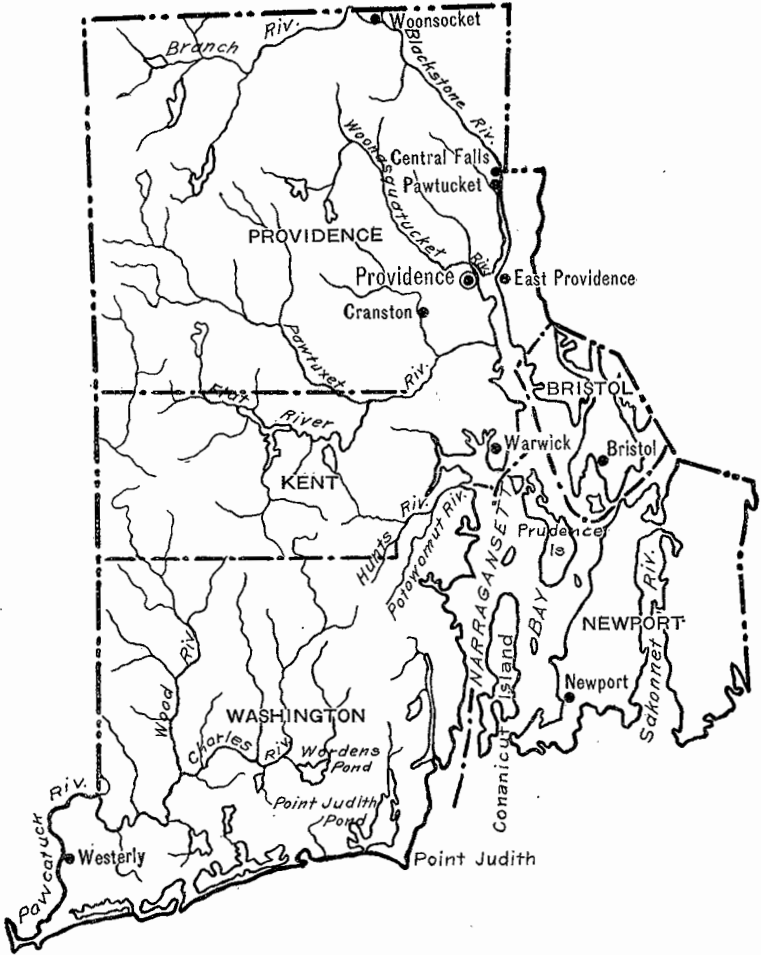 Woonsocket
Branch Riv.
Blackstone Riv.
Woonasquatucket Riv.
Central Falls
Pawtucket
PROVIDENCE
Providence
East Providence
Cranston
Pawtuxet Riv.
BRISTOL
Flat River
Warwick
Bristol
KENT
Hunts Riv.
Potowomut Riv.
Prudence
Is
NARRAGANSETT BAY
NEWPORT
Sakonnet Riv.
Wood Riv.
Newport
Conanicut Island
WASHINGTON
Charles Riv.
Wordens
Pond
Point Judith
Pond
Pawcatuck Riv.
Westerly
Point Judith